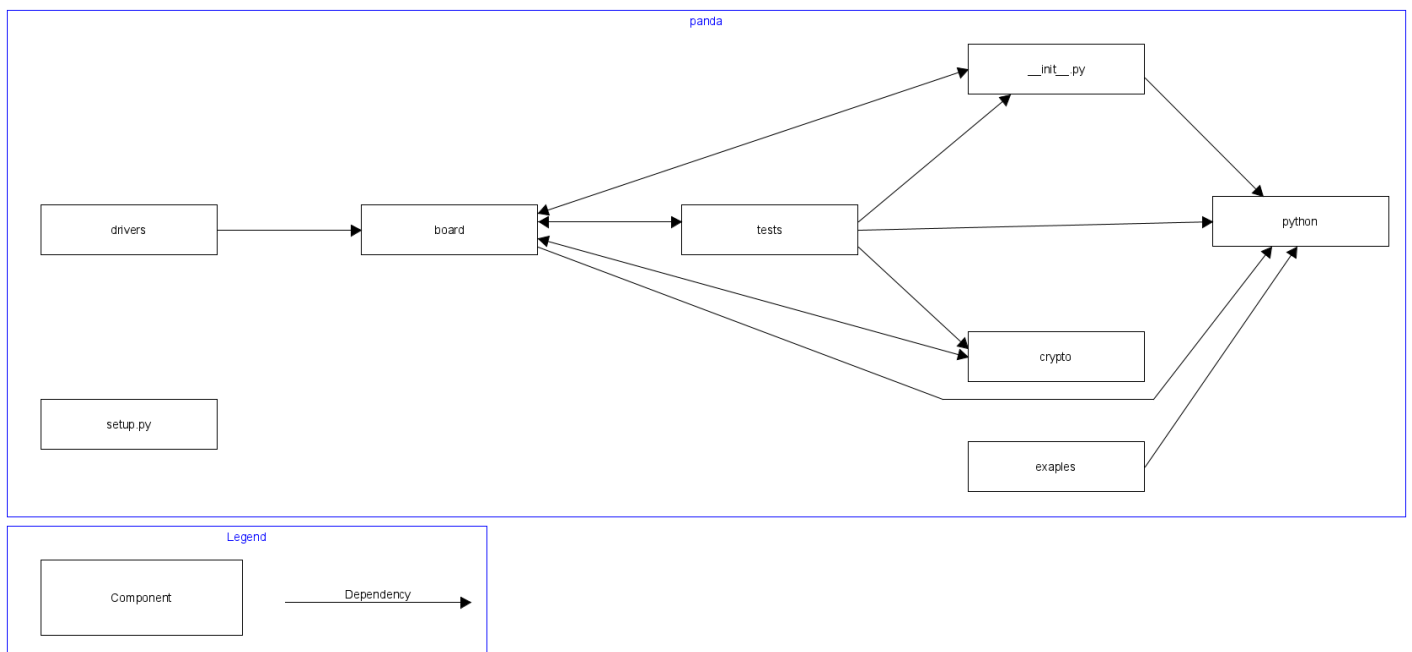 panda
__init__.py
drivers
board
tests
python
crypto
setup.py
exaples
Legend
Component
Dependency